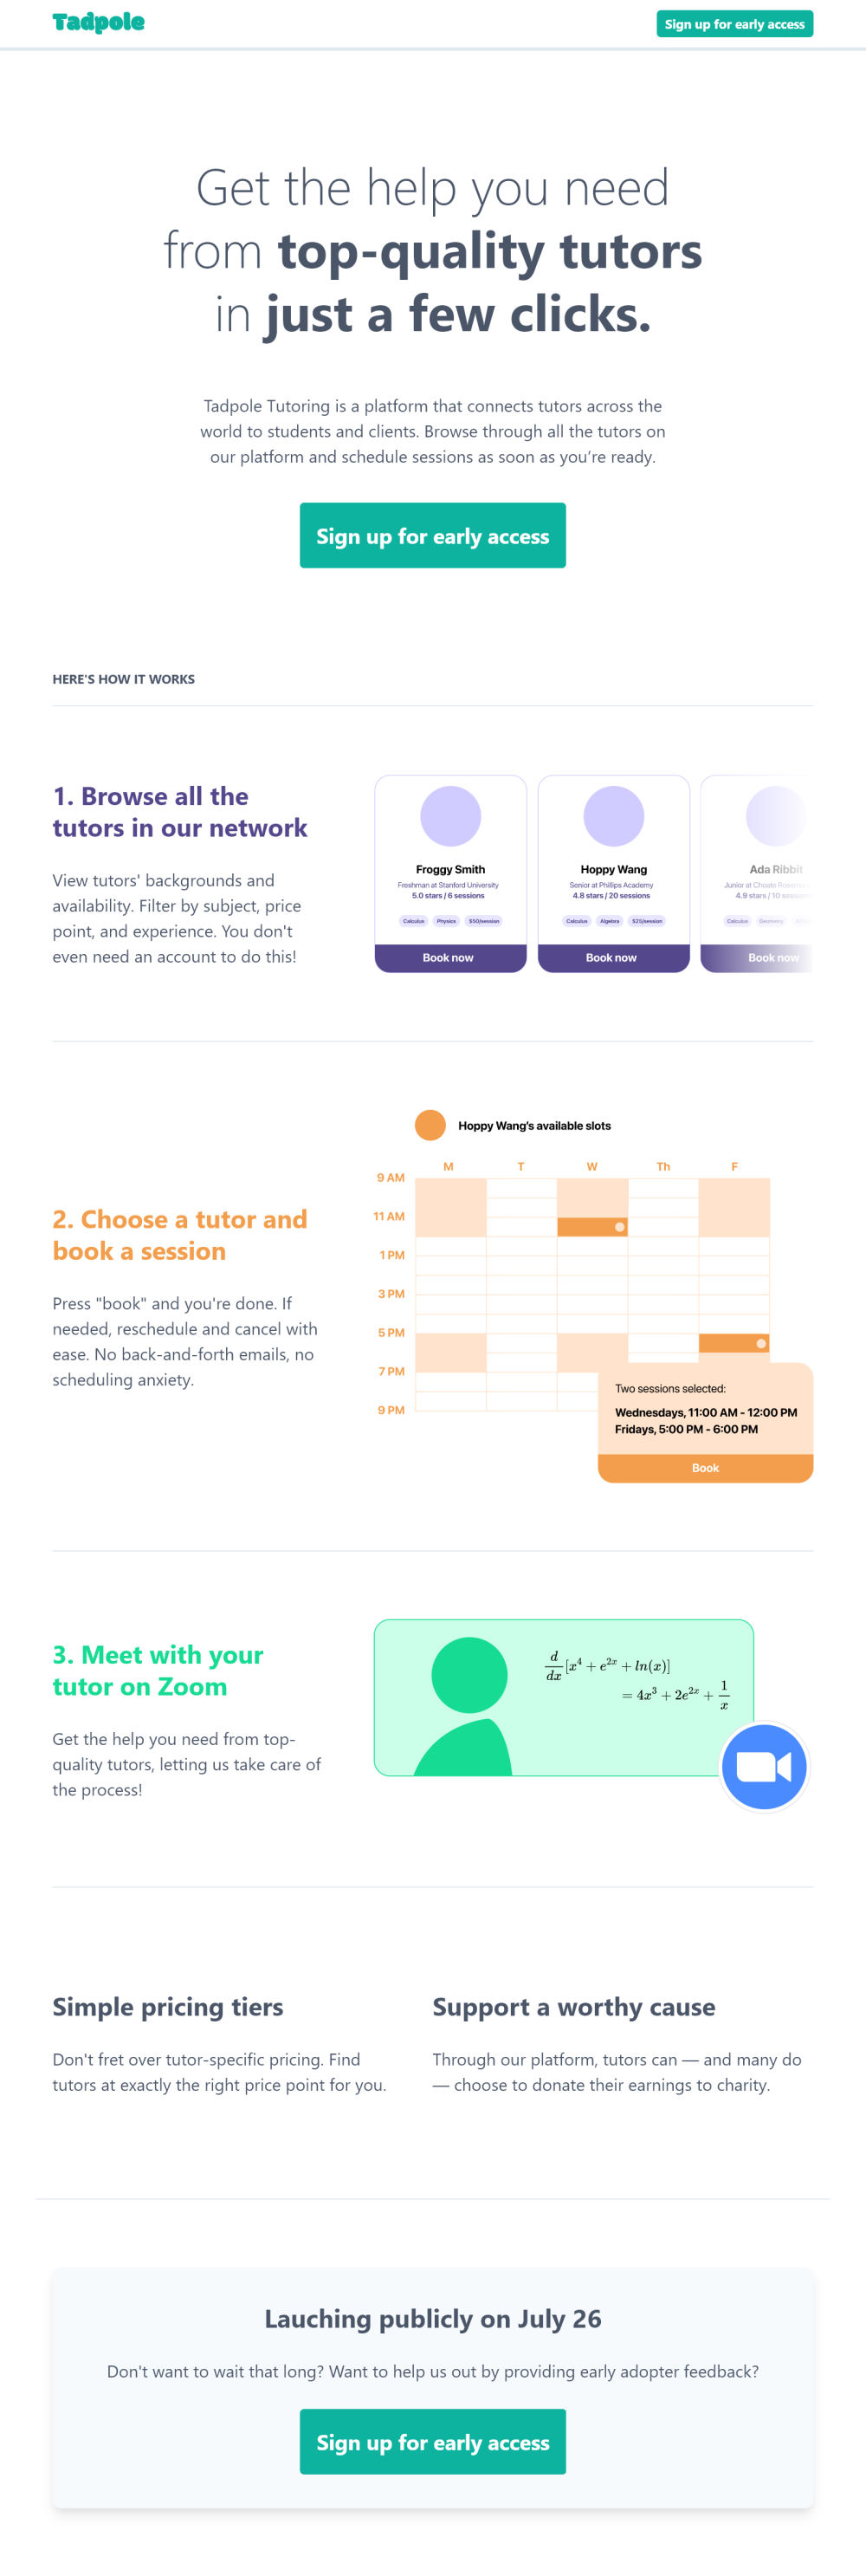 Tadpole
Sign up for early access
Get the help you need
from top-quality tutors
in just a few clicks.
Tadpole Tutoring is a platform that connects tutors across the
world to students and clients. Browse through all the tutors on
our platform and schedule sessions as soon as you're ready.
Sign up for early access
HERE'S HOW IT WORKS
1. Browse all the
tutors in our network
View tutors' backgrounds and
availability. Filter by subject, price
point, and experience. You don't
even need an account to do this!
Froggy Smith
Freshman at Stanford University
5.0 stars / 6 sessions
Calculus Physics $50/session
Book now
Hoppy Wang
Senior at Phillips Academy
4.8 stars / 20 sessions
Calculus Algebra $25/session
Book now
Ada Ribbit
Junior at Choate
4.9 stars / 10 sessions
Calculus Geometry
Book now
2. Choose a tutor and
book a session
Press "book" and you're done. If
needed, reschedule and cancel with
ease. No back-and-forth emails, no
scheduling anxiety.
Hoppy Wang's available slots
M T W Th F
9 AM
11 AM
1 PM
3 PM
5 PM
7 PM
9 PM
Two sessions selected:
Wednesdays, 11:00 AM - 12:00 PM
Fridays, 5:00 PM - 6:00 PM
Book
3. Meet with your
tutor on Zoom
Get the help you need from top-
quality tutors, letting us take care of
the process!
d/dx [x⁴ + e²ˣ + ln(x)]
= 4x³ + 2e²ˣ + 1/x
Simple pricing tiers
Don't fret over tutor-specific pricing. Find
tutors at exactly the right price point for you.
Support a worthy cause
Through our platform, tutors can — and many do
— choose to donate their earnings to charity.
Lauching publicly on July 26
Don't want to wait that long? Want to help us out by providing early adopter feedback?
Sign up for early access